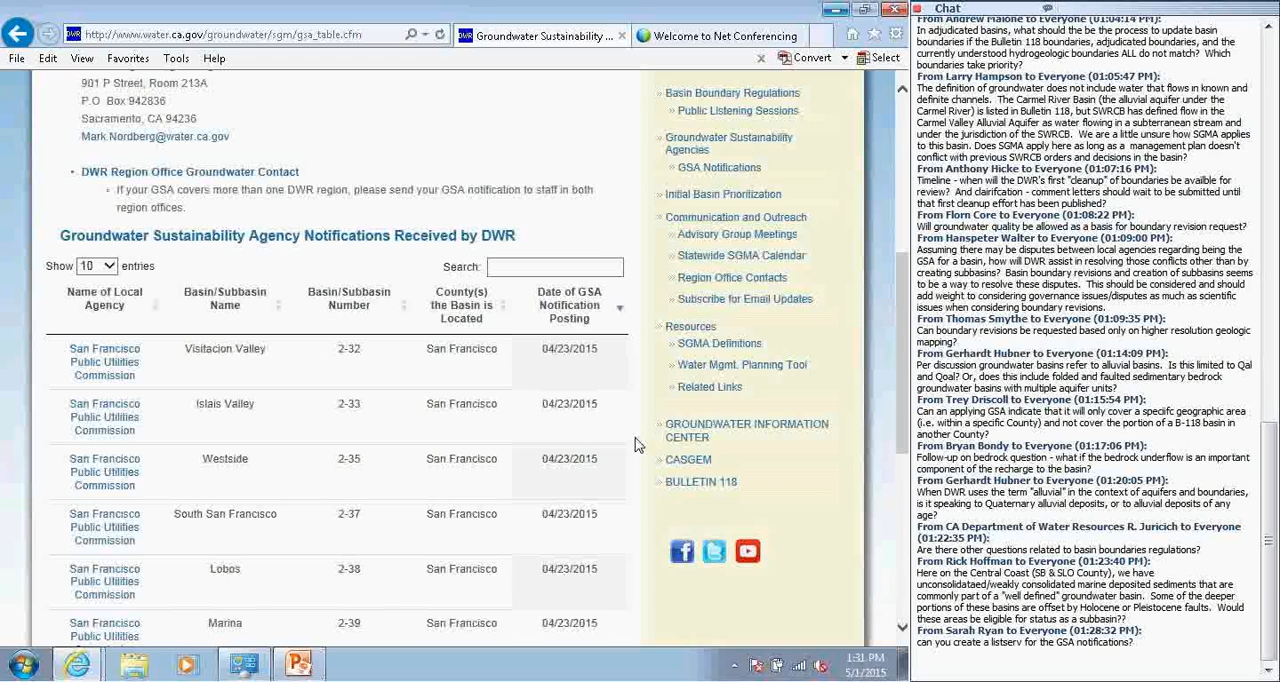 http://www.water.ca.gov/groundwater/sgm/gsa_table.cfm
DWR
Groundwater Sustainability ...
Welcome to Net Conferencing
File Edit View Favorites Tools Help
Convert
Select
901 P Street, Room 213A
P.O Box 942836
Sacramento, CA 94236
Mark.Nordberg@water.ca.gov
DWR Region Office Groundwater Contact
If your GSA covers more than one DWR region, please send your GSA notification to staff in both
region offices.
Groundwater Sustainability Agency Notifications Received by DWR
Show 10 entries
Search:
Name of Local Agency Basin/Subbasin Name Basin/Subbasin Number County(s) the Basin is Located Date of GSA Notification Posting
San Francisco Public Utilities Commission Visitacion Valley 2-32 San Francisco 04/23/2015
San Francisco Public Utilities Commission Islais Valley 2-33 San Francisco 04/23/2015
San Francisco Public Utilities Commission Westside 2-35 San Francisco 04/23/2015
San Francisco Public Utilities Commission South San Francisco 2-37 San Francisco 04/23/2015
San Francisco Public Utilities Commission Lobos 2-38 San Francisco 04/23/2015
San Francisco Public Utilities Marina 2-39 San Francisco 04/23/2015
Basin Boundary Regulations
Public Listening Sessions
Groundwater Sustainability
Agencies
GSA Notifications
Initial Basin Prioritization
Communication and Outreach
Advisory Group Meetings
Statewide SGMA Calendar
Region Office Contacts
Subscribe for Email Updates
Resources
SGMA Definitions
Water Mgmt. Planning Tool
Related Links
GROUNDWATER INFORMATION
CENTER
CASGEM
BULLETIN 118
1:31 PM
5/1/2015
Chat
From Andrew Malone to Everyone (01:04:14 PM):
In adjudicated basins, what should the be the process to update basin
boundaries if the Bulletin 118 boundaries, adjudicated boundaries, and the
currently understood hydrogeologic boundaries ALL do not match? Which
boundaries take priority?
From Larry Hampson to Everyone (01:05:47 PM):
The definition of groundwater does not include water that flows in known and
definite channels. The Carmel River Basin (the alluvial aquifer under the
Carmel River) is listed in Bulletin 118, but SWRCB has defined flow in the
Carmel Valley Alluvial Aquifer as water flowing in a subterranean stream and
under the jurisdiction of the SWRCB. We are a little unsure how SGMA applies
to this basin. Does SGMA apply here as long as a management plan doesn't
conflict with previous SWRCB orders and decisions in the basin?
From Anthony Hicke to Everyone (01:07:16 PM):
Timeline - when will the DWR's first "cleanup" of boundaries be availble for
review? And clairifcation - comment letters should wait to be submitted until
that first cleanup effort has been published?
From Florn Core to Everyone (01:08:22 PM):
Will groundwater quality be allowed as a basis for boundary revision request?
From Hanspeter Walter to Everyone (01:09:00 PM):
Assuming there may be disputes between local agencies regarding being the
GSA for a basin, how will DWR assist in resolving those conflicts other than by
creating subbasins? Basin boundary revisions and creation of subbasins seems
to be a way to resolve these disputes. This should be considered and should
add weight to considering governance issues/disputes as much as scientific
issues when considering boundary revisions.
From Thomas Smythe to Everyone (01:09:35 PM):
Can boundary revisions be requested based only on higher resolution geologic
mapping?
From Gerhardt Hubner to Everyone (01:14:09 PM):
Per discussion groundwater basins refer to alluvial basins. Is this limited to Qal
and Qoal? Or, does this include folded and faulted sedimentary bedrock
groundwater basins with multiple aquifer units?
From Trey Driscoll to Everyone (01:15:54 PM):
Can an applying GSA indicate that it will only cover a speciifc geographic area
(i.e. within a specific County) and not cover the portion of a B-118 basin in
another County?
From Bryan Bondy to Everyone (01:17:06 PM):
Follow-up on bedrock question - what if the bedrock underflow is an important
component of the recharge to the basin?
From Gerhardt Hubner to Everyone (01:20:05 PM):
When DWR uses the term "alluvial" in the context of aquifers and boundaries,
is it speaking to Quaternary alluvial deposits, or to alluvial deposits of any
age?
From CA Department of Water Resources R. Juricich to Everyone
(01:22:35 PM):
Are there other questions related to basin boundaries regulations?
From Rick Hoffman to Everyone (01:23:40 PM):
Here on the Central Coast (SB & SLO County), we have
unconsolidataed/weakly consolidated marine deposited sediments that are
commonly part of a "well defined" groundwater basin. Some of the deeper
portions of these basins are offset by Holocene or Pleistocene faults. Would
these areas be eligible for status as a subbasin??
From Sarah Ryan to Everyone (01:28:32 PM):
can you create a listserv for the GSA notifications?